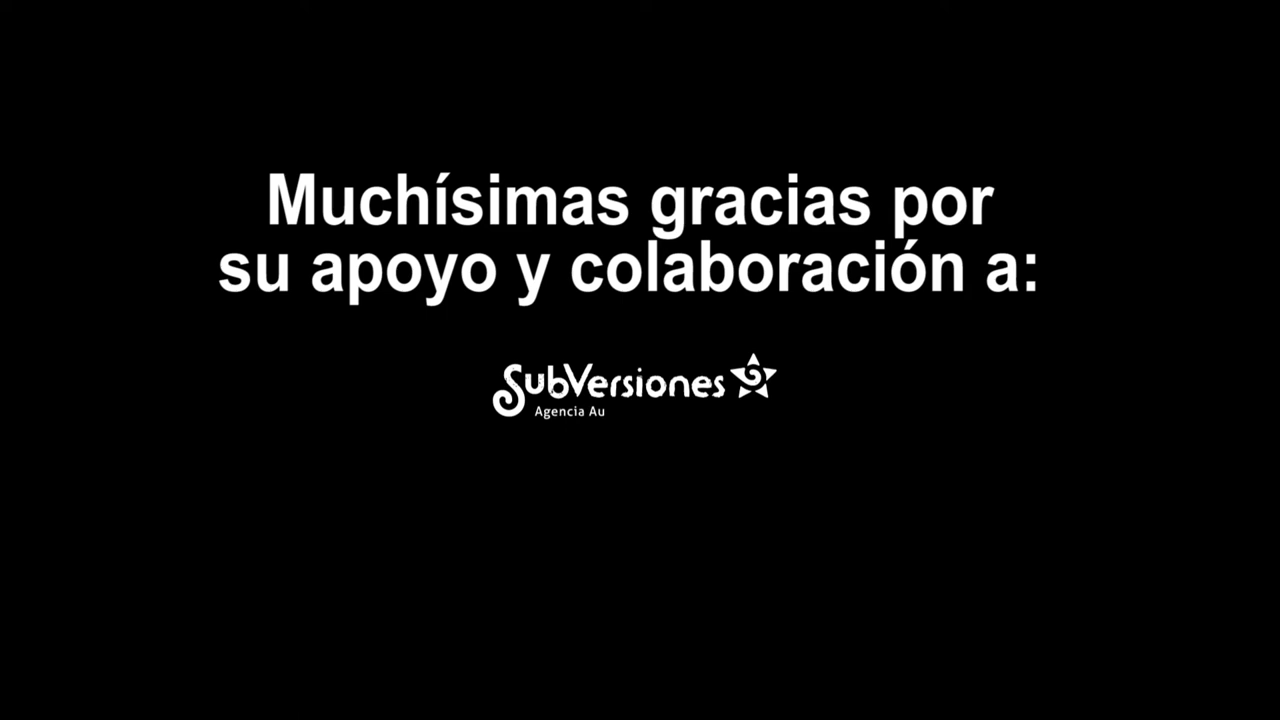 Muchísimas gracias por
su apoyo y colaboración a:
SubVersiones
Agencia Au